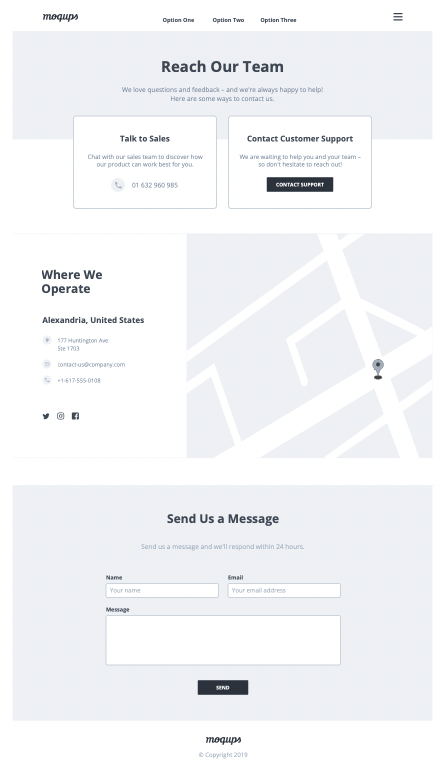 moqups
Option One
Option Two
Option Three
Reach Our Team
We love questions and feedback – and we're always happy to help!
Here are some ways to contact us.
Talk to Sales
Chat with our sales team to discover how
our product can work best for you.
01 632 960 985
Contact Customer Support
We are waiting to help you and your team –
so don't hesitate to reach out!
CONTACT SUPPORT
Where We
Operate
Alexandria, United States
177 Huntington Ave
Ste 1703
contact-us@company.com
+1-617-555-0108
Send Us a Message
Send us a message and we'll respond within 24 hours.
Name
Your name
Email
Your email address
Message
SEND
moqups
© Copyright 2019